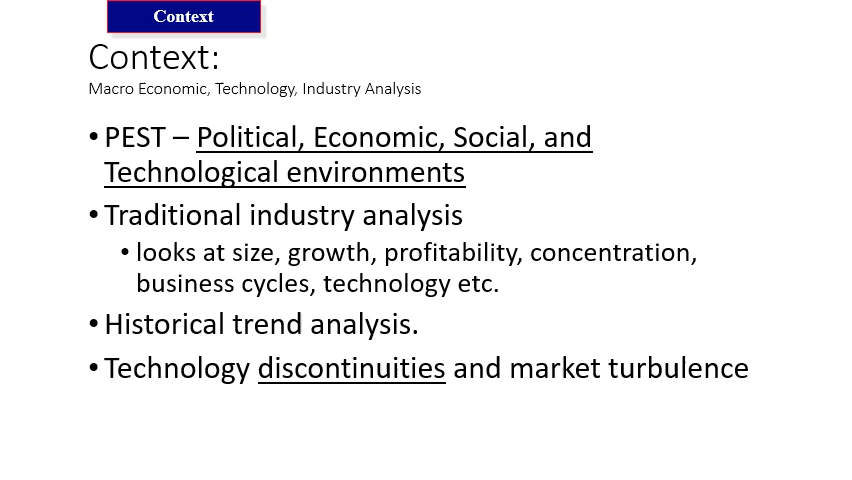 Context
Context:
Macro Economic, Technology, Industry Analysis
• PEST – Political, Economic, Social, and
Technological environments
• Traditional industry analysis
• looks at size, growth, profitability, concentration,
business cycles, technology etc.
• Historical trend analysis.
• Technology discontinuities and market turbulence